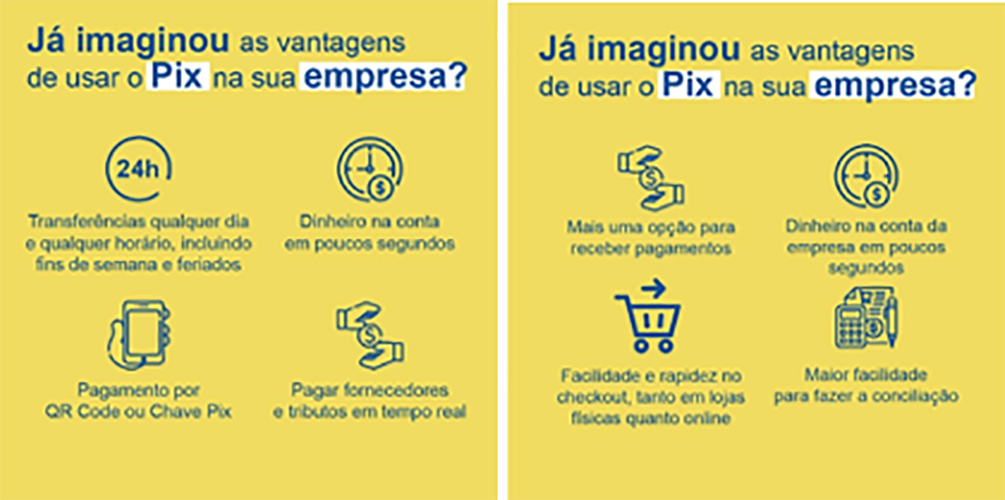 Já imaginou as vantagens
de usar o Pix na sua empresa?
24h
Transferências qualquer dia
e qualquer horário, incluindo
fins de semana e feriados
Dinheiro na conta
em poucos segundos
$
Pagamento por
QR Code ou Chave Pix
$
Pagar fornecedores
e tributos em tempo real
Já imaginou as vantagens
de usar o Pix na sua empresa?
$
Mais uma opção para
receber pagamentos
$
Dinheiro na conta da
empresa em poucos
segundos
Facilidade e rapidez no
checkout, tanto em lojas
físicas quanto online
$
Maior facilidade
para fazer a conciliação